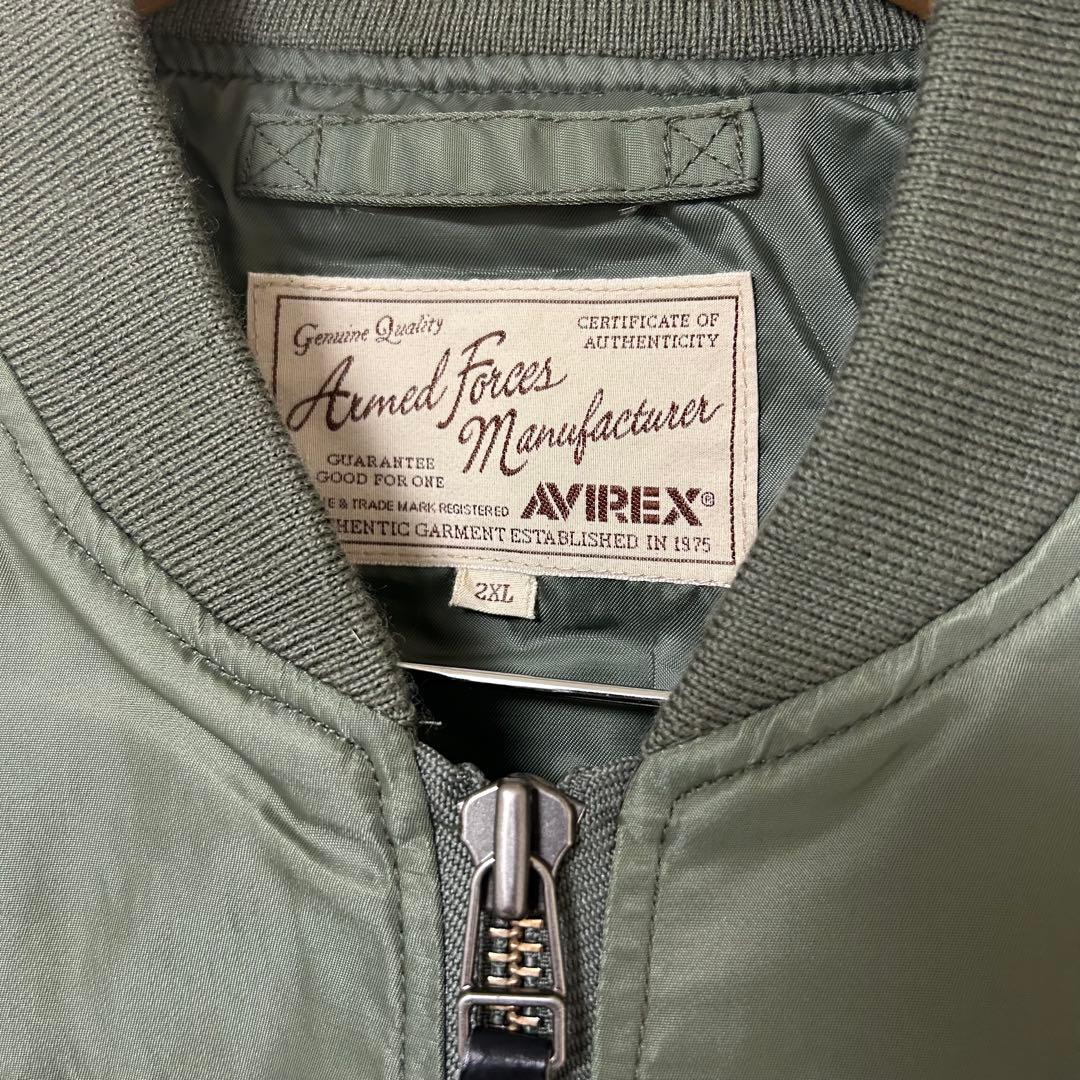 Genuine Quality
CERTIFICATE OF
AUTHENTICITY
Armed Forces
Manufacturer
GUARANTEE
GOOD FOR ONE
& TRADE MARK REGISTERED
AVIREX®
GARMENT ESTABLISHED IN 1975
2XL